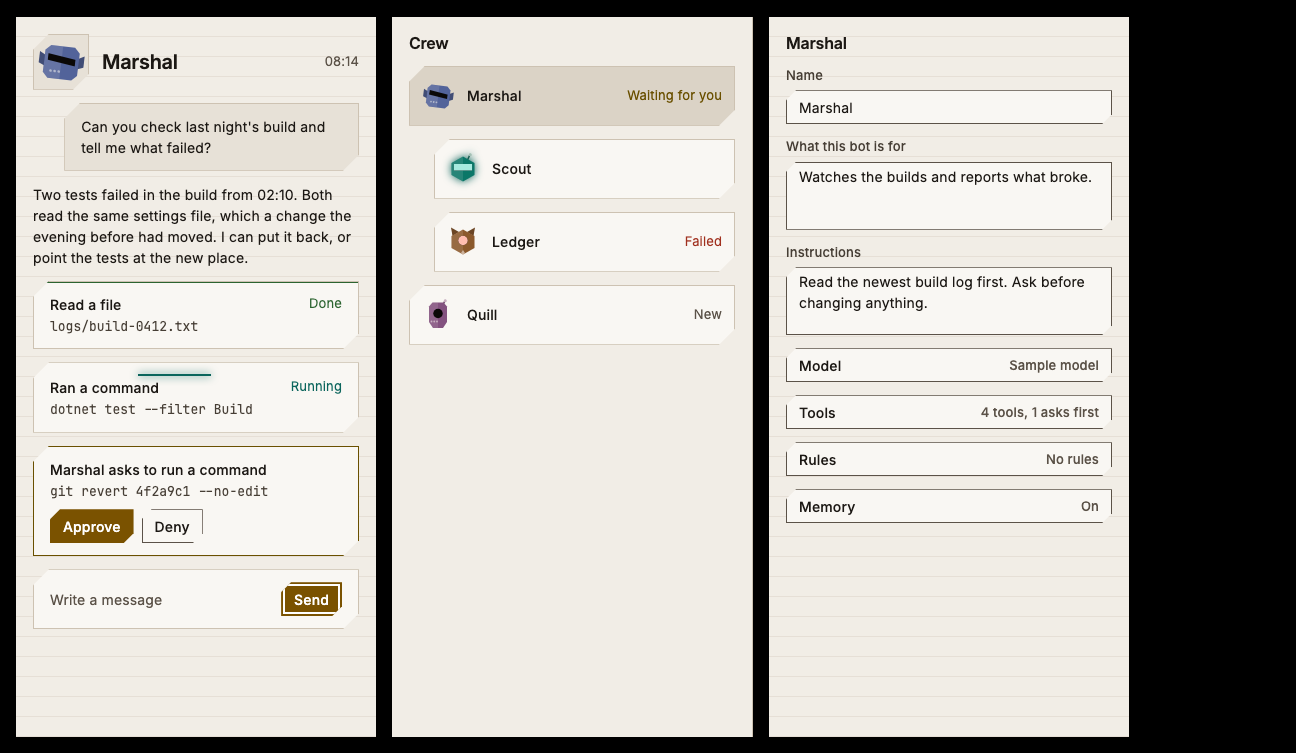 Marshal
08:14
Can you check last night's build and
tell me what failed?
Two tests failed in the build from 02:10. Both
read the same settings file, which a change the
evening before had moved. I can put it back, or
point the tests at the new place.
Read a file
Done
logs/build-0412.txt
Ran a command
Running
dotnet test --filter Build
Marshal asks to run a command
git revert 4f2a9c1 --no-edit
Approve
Deny
Write a message
Send
Crew
Marshal
Waiting for you
Scout
Ledger
Failed
Quill
New
Marshal
Name
Marshal
What this bot is for
Watches the builds and reports what broke.
Instructions
Read the newest build log first. Ask before
changing anything.
Model
Sample model
Tools
4 tools, 1 asks first
Rules
No rules
Memory
On